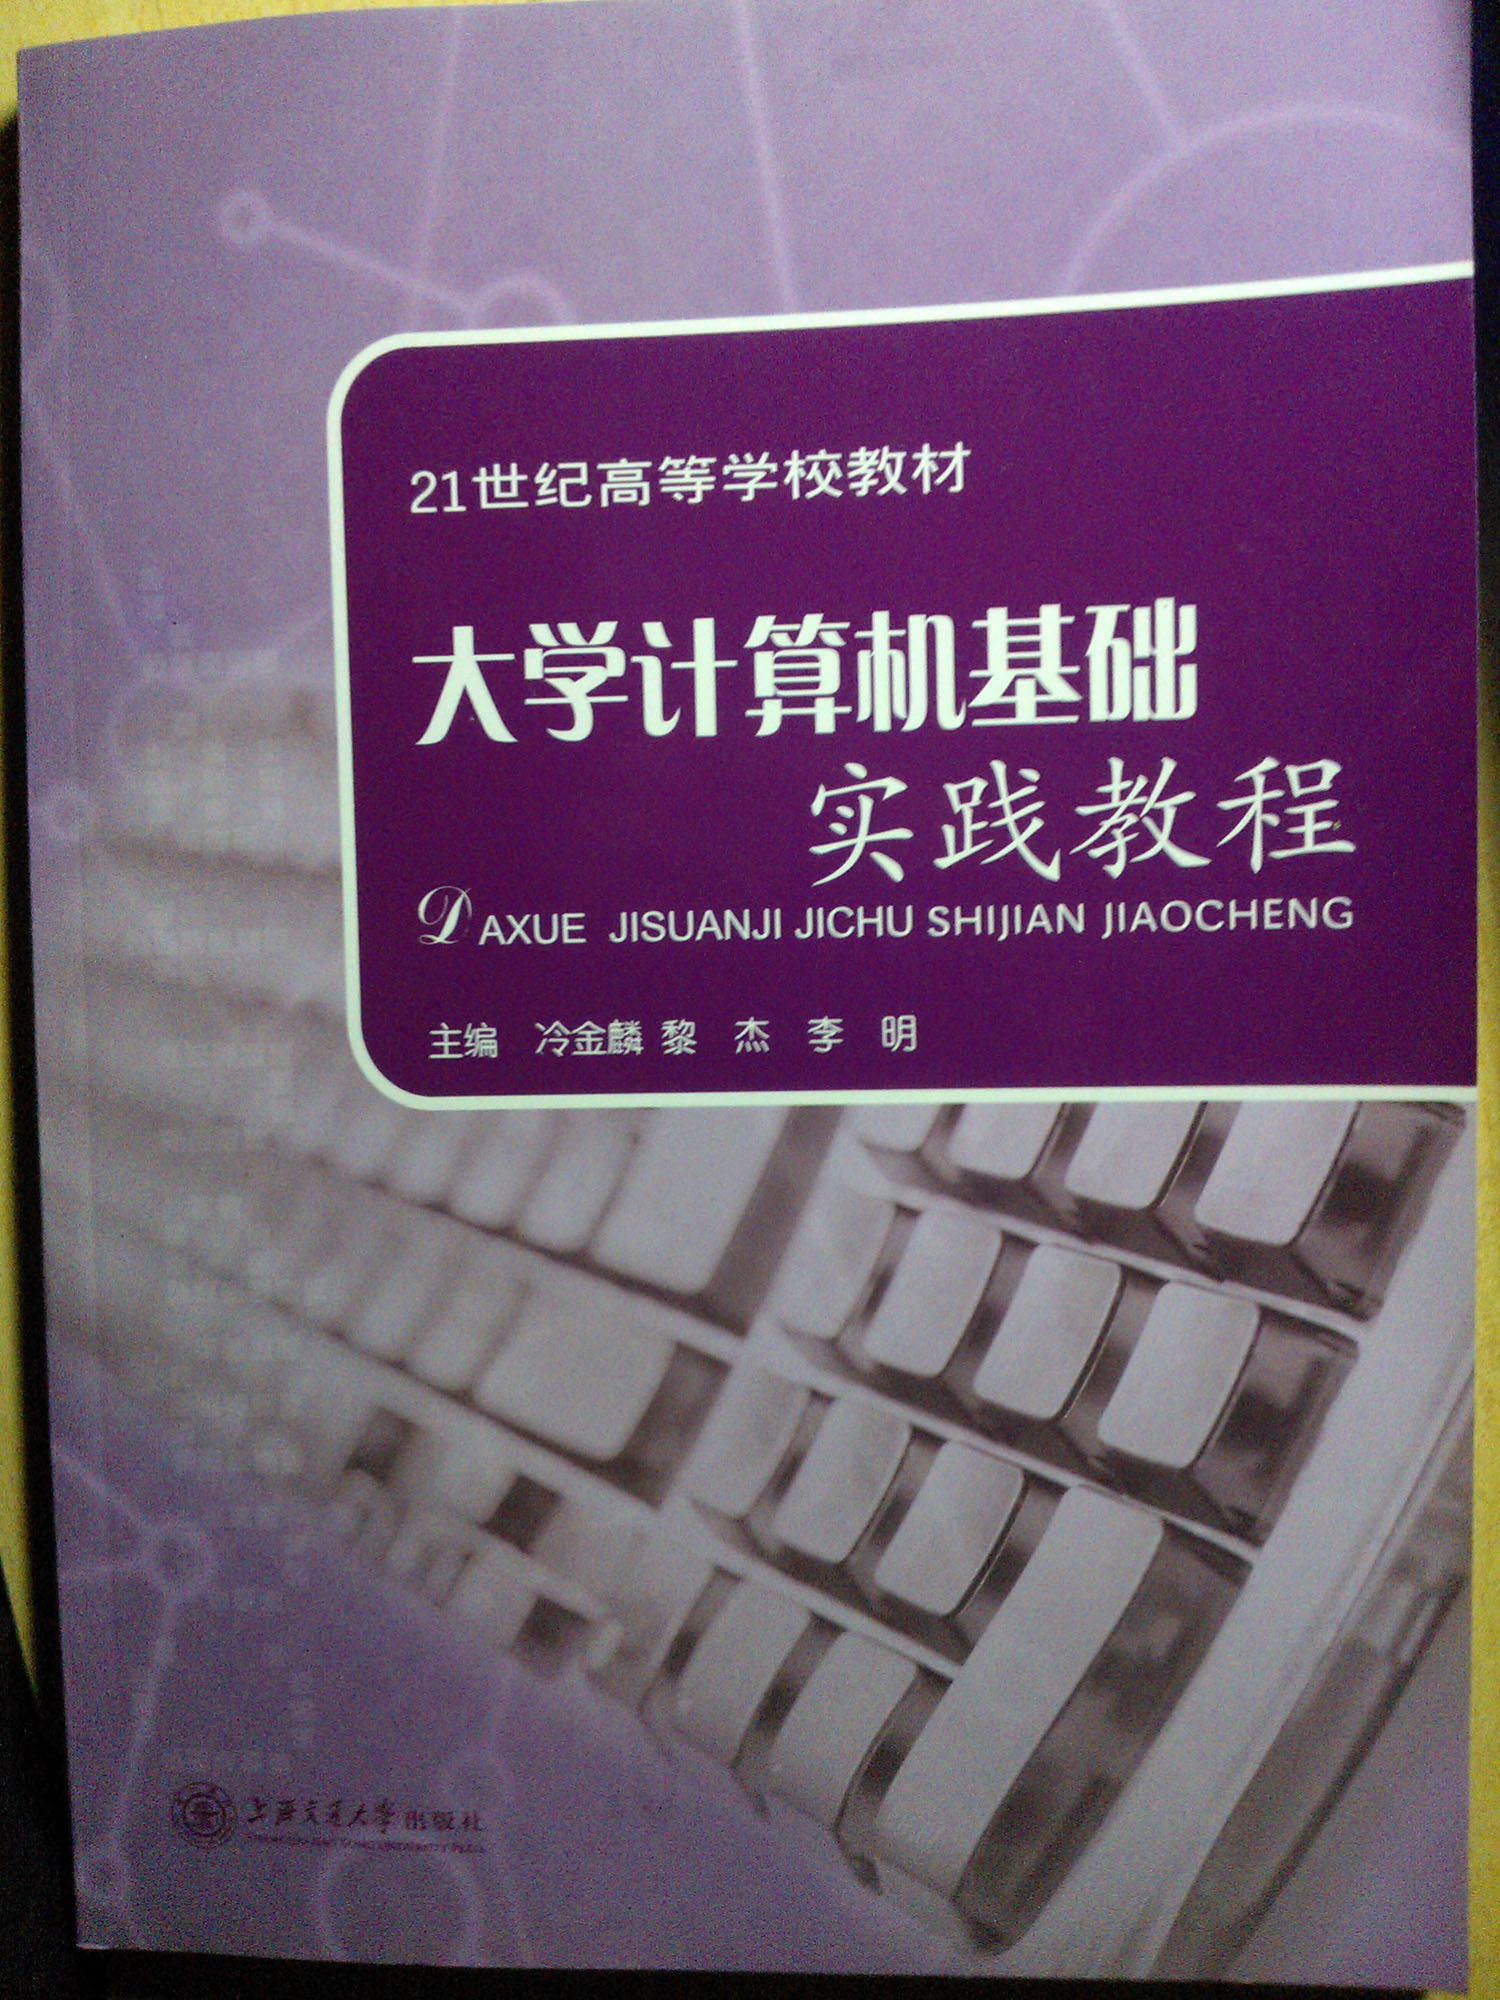 21世纪高等学校教材
大学计算机基础
实践教程
DAXUE JISUANJI JICHU SHIJIAN JIAOCHENG
主编 冷金麟 黎 杰 李 明
上海交通大学出版社